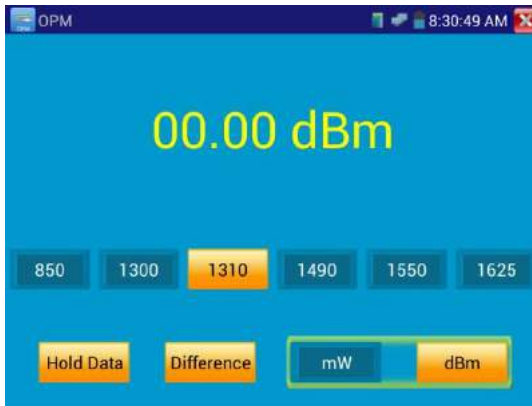 OPM
8:30:49 AM
00.00 dBm
850 1300 1310 1490 1550 1625
Hold Data Difference mW dBm